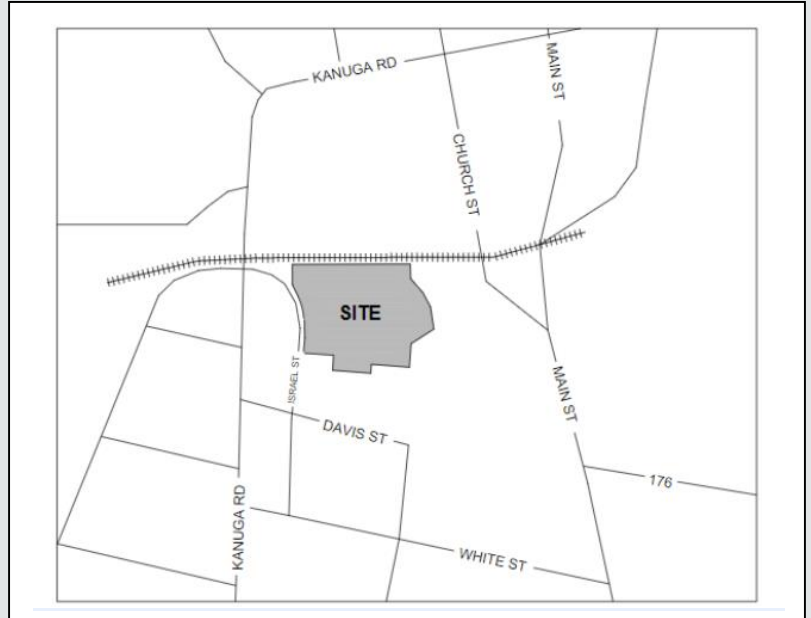 KANUGA RD
MAIN ST
CHURCH ST
SITE
ISRAEL ST
MAIN ST
DAVIS ST
176
KANUGA RD
WHITE ST